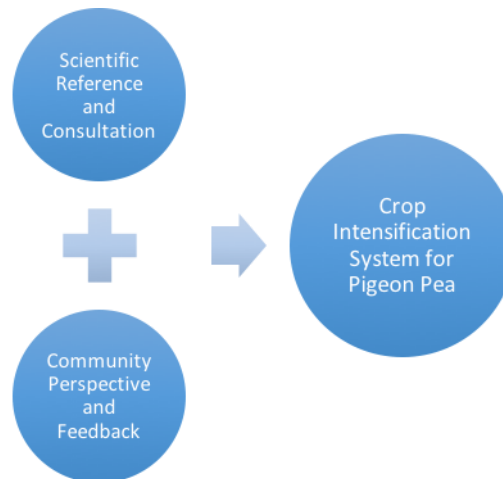 Scientific
Reference
and
Consultation
Crop
Intensification
System for
Pigeon Pea
Community
Perspective
and
Feedback